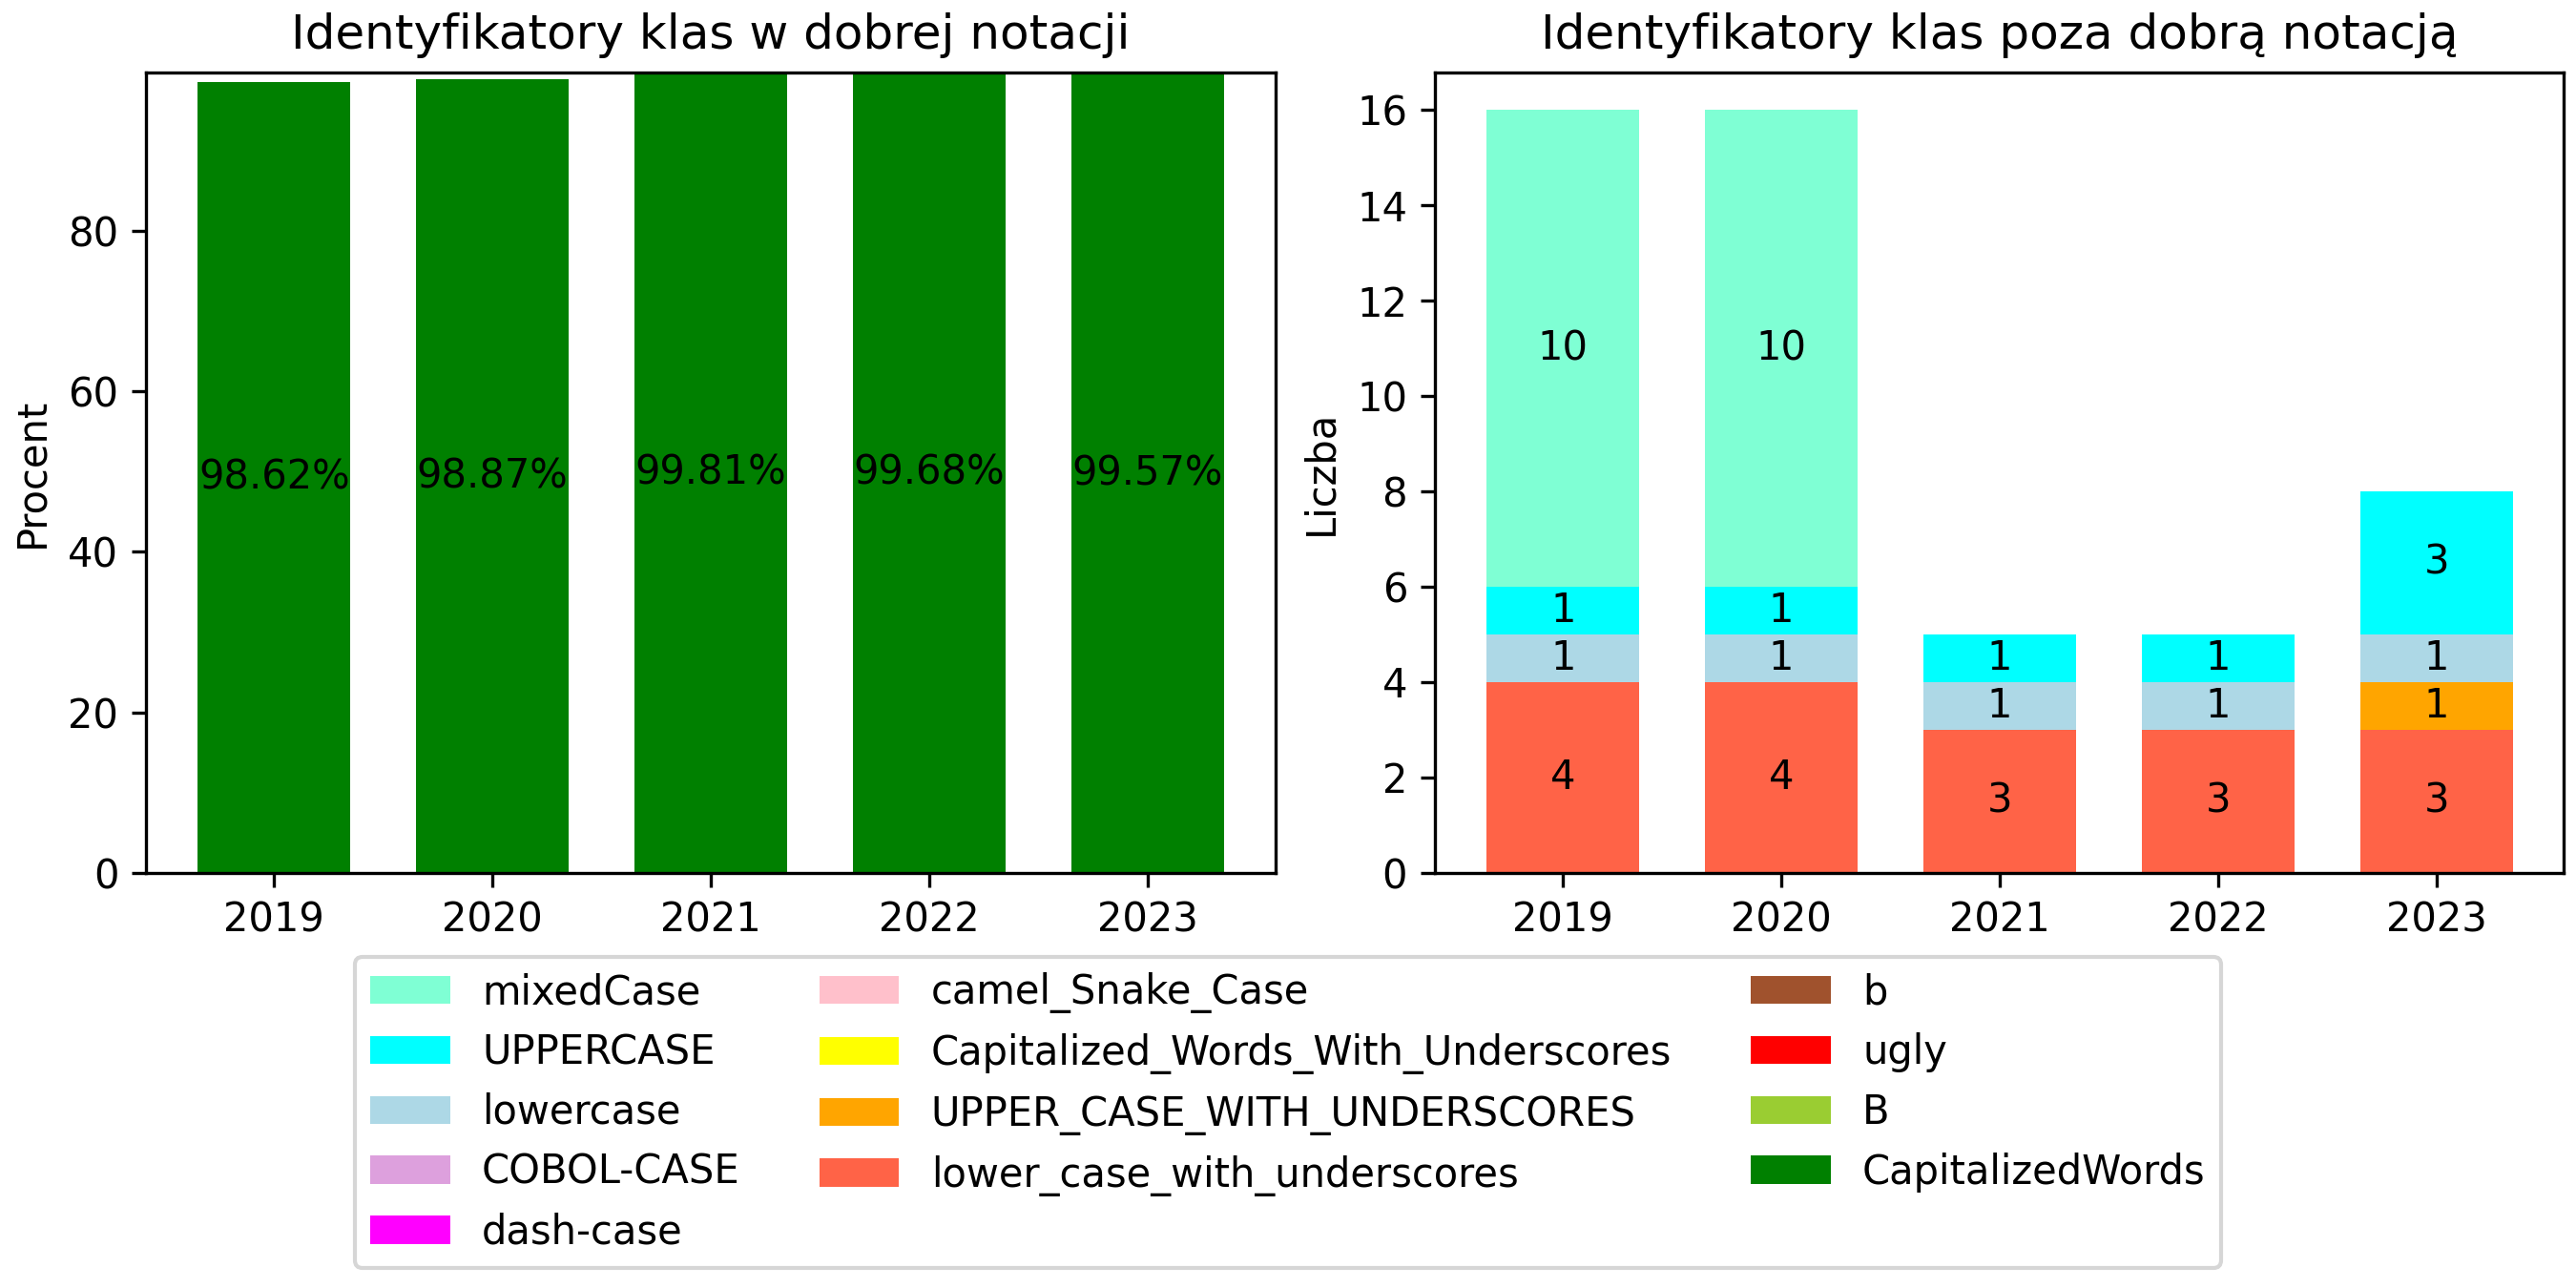 Identyfikatory klas w dobrej notacji
Procent
80
60
40
20
0
98.62%
98.87%
99.81%
99.68%
99.57%
2019
2020
2021
2022
2023
Identyfikatory klas poza dobrą notacją
Liczba
16
14
12
10
8
6
4
2
0
10
1
1
4
10
1
1
4
1
1
3
1
1
3
3
1
1
3
2019
2020
2021
2022
2023
mixedCase
UPPERCASE
lowercase
COBOL-CASE
dash-case
camel_Snake_Case
Capitalized_Words_With_Underscores
UPPER_CASE_WITH_UNDERSCORES
lower_case_with_underscores
b
ugly
B
CapitalizedWords